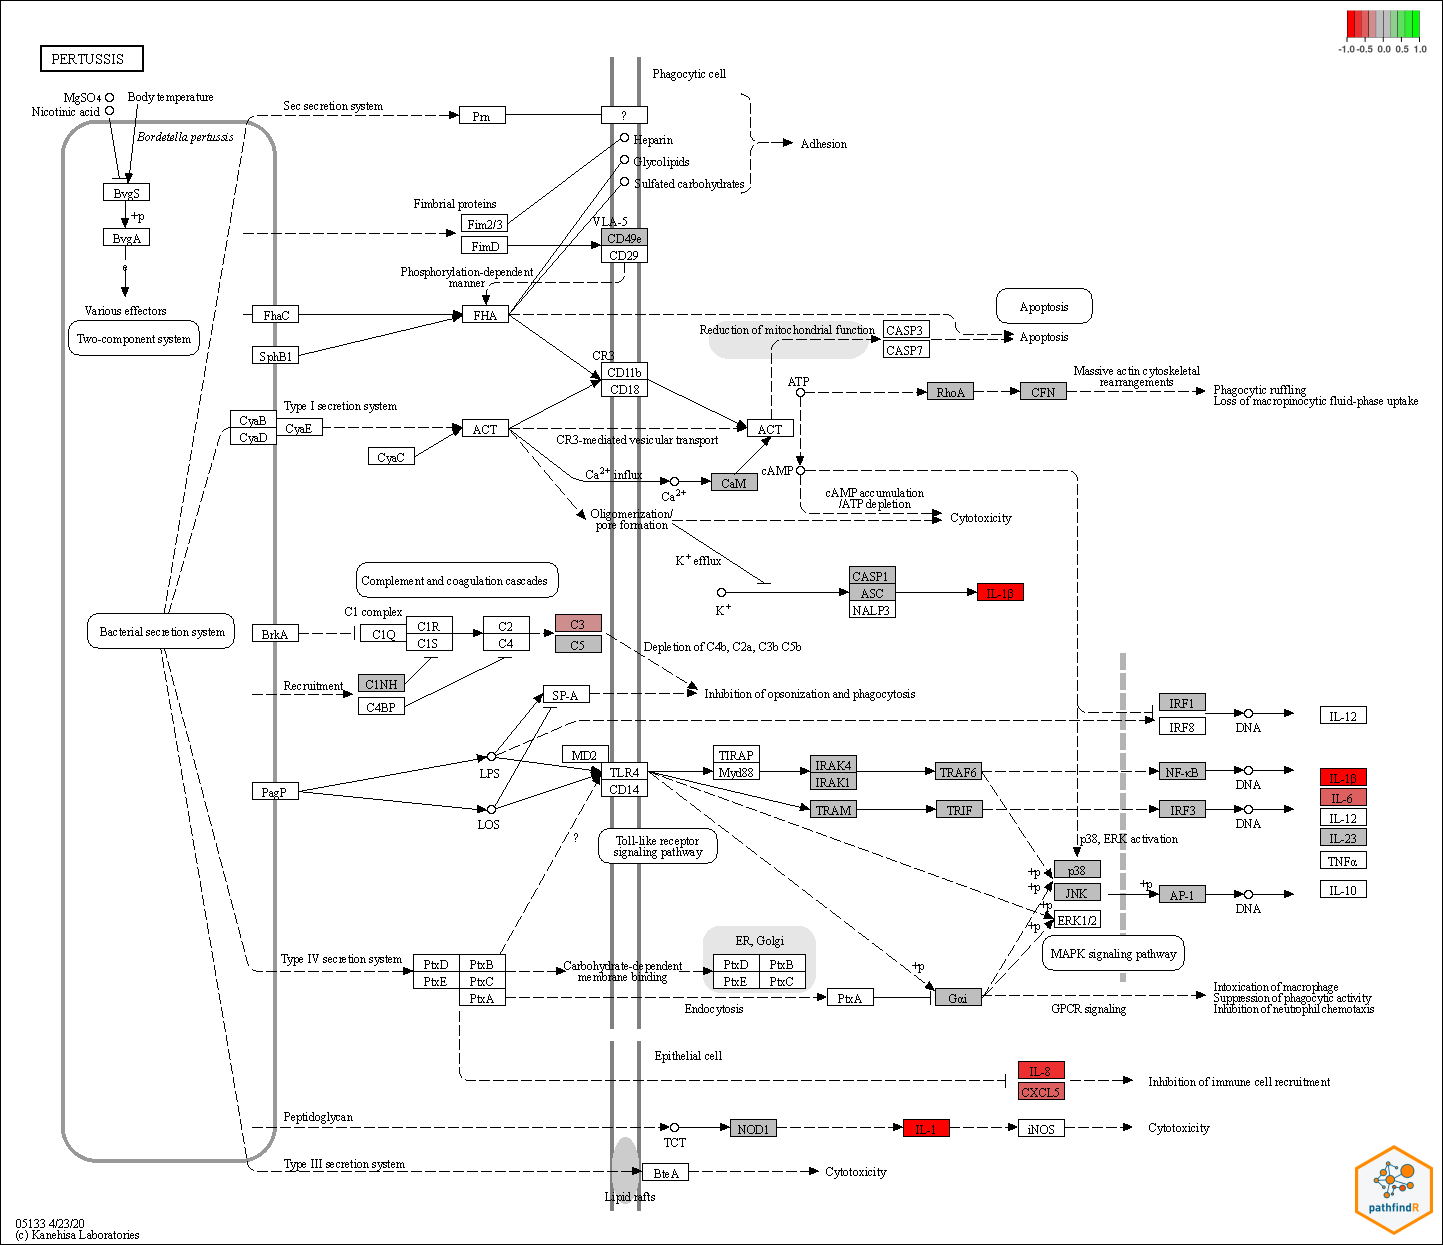 PERTUSSIS
-1.0 -0.5 0.0 0.5 1.0
Phagocytic cell
MgSO4
Nicotinic acid
Body temperature
Bordetella pertussis
Sec secretion system
Prn
?
Heparin
Glycolipids
Sulfated carbohydrates
Adhesion
BvgS
+p
BvgA
e
Various effectors
Two-component system
Fimbrial proteins
Fim2/3
FimD
VLA-5
CD49e
CD29
Phosphorylation-dependent
manner
FhaC
FHA
SphB1
CR3
CD11b
CD18
Reduction of mitochondrial function
CASP3
CASP7
Apoptosis
Apoptosis
ATP
RhoA
CFN
Massive actin cytoskeletal
rearrangements
Phagocytic ruffling
Loss of macropinocytic fluid-phase uptake
Type I secretion system
CyaB
CyaD
CyaE
CyaC
ACT
ACT
CR3-mediated vesicular transport
Ca2+ influx
Ca2+
CaM
cAMP
cAMP accumulation
/ATP depletion
Cytotoxicity
Oligomerization/
pore formation
K+ efflux
K+
CASP1
ASC
NALP3
IL-1β
Complement and coagulation cascades
Bacterial secretion system
BrkA
C1 complex
C1Q
C1R
C1S
C2
C4
C3
C5
Depletion of C4b, C2a, C3b C5b
Recruitment
C1NH
C4BP
SP-A
Inhibition of opsonization and phagocytosis
IRF1
IRF8
DNA
IL-12
LPS
LOS
PagP
MD2
TLR4
CD14
TIRAP
Myd88
IRAK4
IRAK1
TRAF6
NF-κB
DNA
TRAM
TRIF
IRF3
DNA
IL-1β
IL-6
IL-12
IL-23
TNFα
IL-10
?
Toll-like receptor
signaling pathway
p38, ERK activation
+p
+p
+p
+p
p38
JNK
ERK1/2
+p
AP-1
DNA
MAPK signaling pathway
Type IV secretion system
PtxD
PtxB
PtxE
PtxC
PtxA
Carbohydrate-dependent
membrane binding
ER, Golgi
PtxD
PtxB
PtxE
PtxC
Endocytosis
PtxA
+p
Gαi
GPCR signaling
Intoxication of macrophage
Suppression of phagocytic activity
Inhibition of neutrophil chemotaxis
Epithelial cell
IL-8
CXCL5
Inhibition of immune cell recruitment
Peptidoglycan
TCT
NOD1
IL-1
iNOS
Cytotoxicity
Type III secretion system
BteA
Cytotoxicity
Lipid rafts
05133 4/23/20
(c) Kanehisa Laboratories
pathfindR